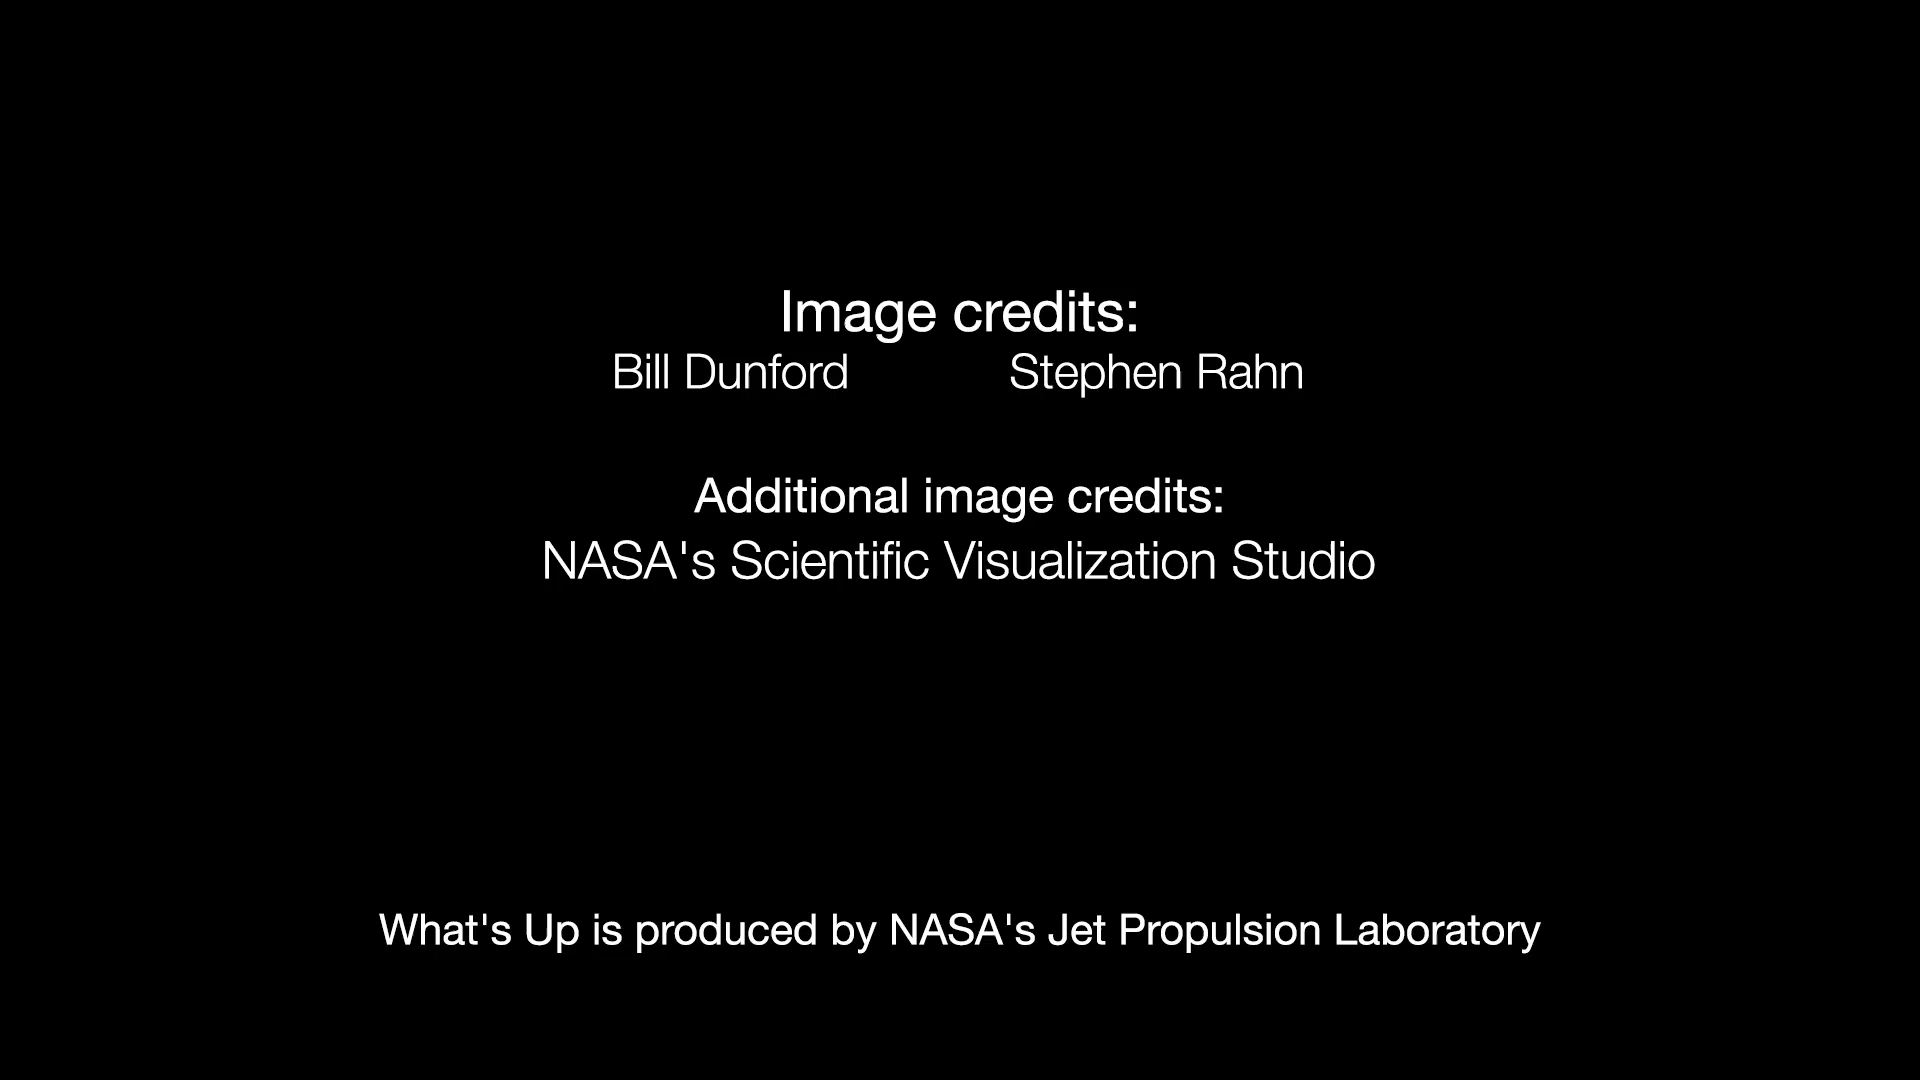 Image credits:
Bill Dunford Stephen Rahn
Additional image credits:
NASA's Scientific Visualization Studio
What's Up is produced by NASA's Jet Propulsion Laboratory